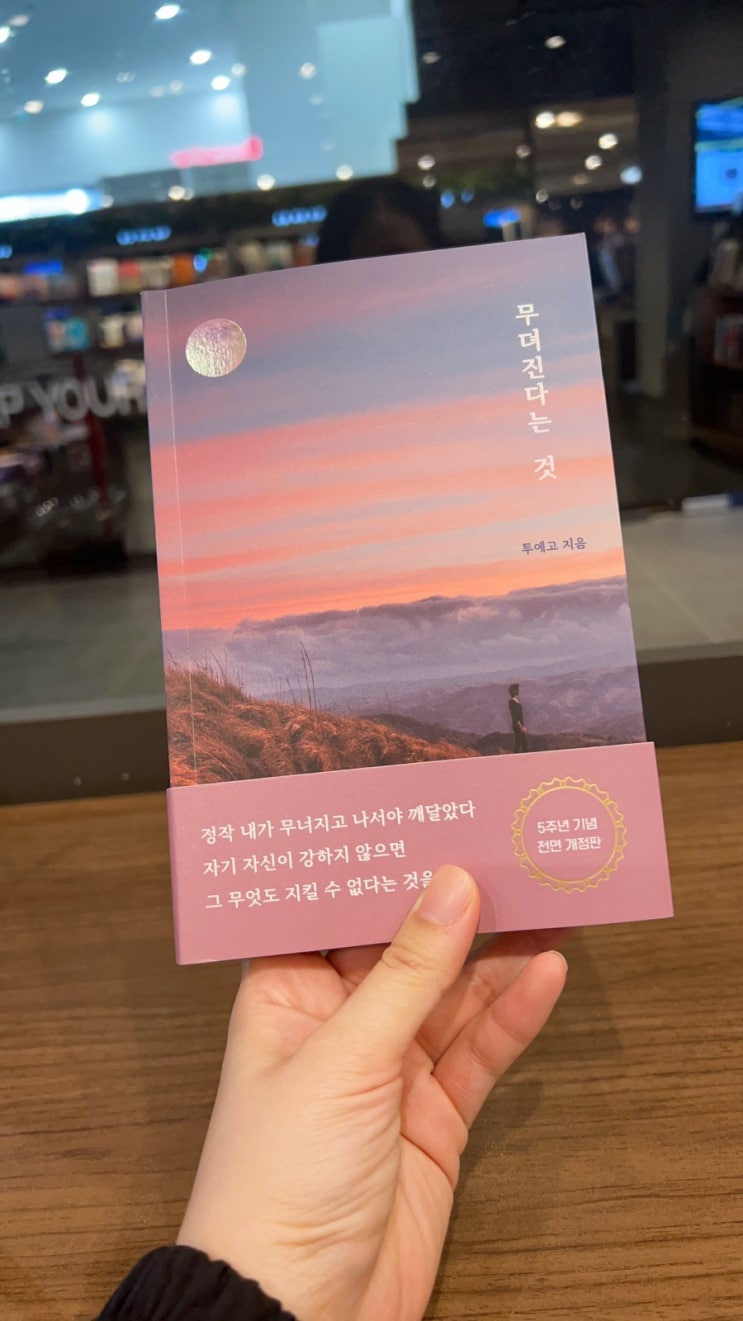 무뎌진다는 것
투에고 지음
정작 내가 무너지고 나서야 깨달았다
자기 자신이 강하지 않으면
그 무엇도 지킬 수 없다는 것을
5주년 기념
전면 개정판
P YOUR